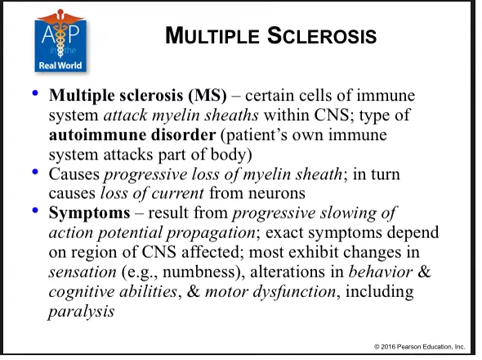 A&P
in the
Real World
MULTIPLE SCLEROSIS
• Multiple sclerosis (MS) – certain cells of immune
system attack myelin sheaths within CNS; type of
autoimmune disorder (patient's own immune
system attacks part of body)
• Causes progressive loss of myelin sheath; in turn
causes loss of current from neurons
• Symptoms – result from progressive slowing of
action potential propagation; exact symptoms depend
on region of CNS affected; most exhibit changes in
sensation (e.g., numbness), alterations in behavior &
cognitive abilities, & motor dysfunction, including
paralysis
© 2016 Pearson Education, Inc.